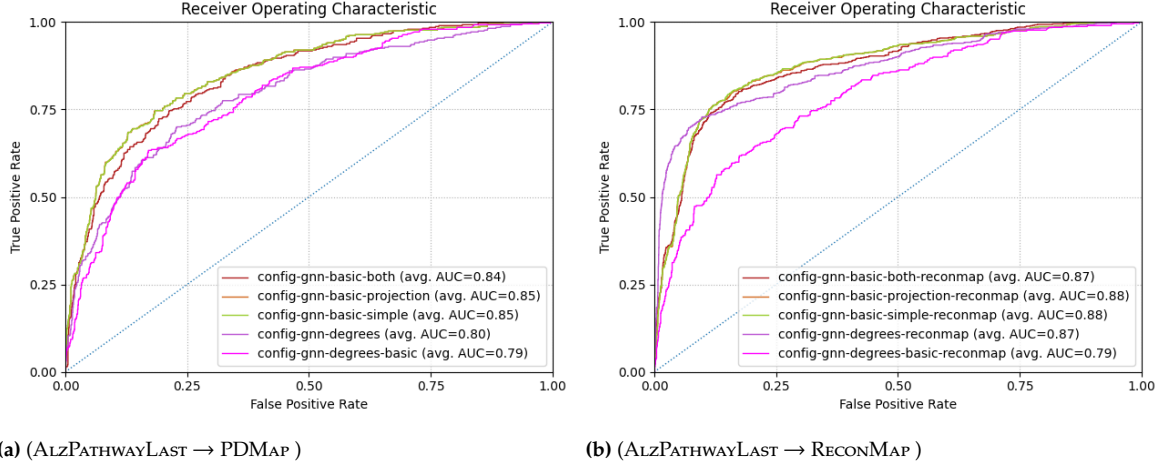 Receiver Operating Characteristic
1.00
0.75
0.50
0.25
0.00
True Positive Rate
config-gnn-basic-both (avg. AUC=0.84)
config-gnn-basic-projection (avg. AUC=0.85)
config-gnn-basic-simple (avg. AUC=0.85)
config-gnn-degrees (avg. AUC=0.80)
config-gnn-degrees-basic (avg. AUC=0.79)
0.00 0.25 0.50 0.75 1.00
False Positive Rate
(a) (AlzPathwayLast → PDMap )
Receiver Operating Characteristic
1.00
0.75
0.50
0.25
0.00
True Positive Rate
config-gnn-basic-both-reconmap (avg. AUC=0.87)
config-gnn-basic-projection-reconmap (avg. AUC=0.88)
config-gnn-basic-simple-reconmap (avg. AUC=0.88)
config-gnn-degrees-reconmap (avg. AUC=0.87)
config-gnn-degrees-basic-reconmap (avg. AUC=0.79)
0.00 0.25 0.50 0.75 1.00
False Positive Rate
(b) (AlzPathwayLast → ReconMap )